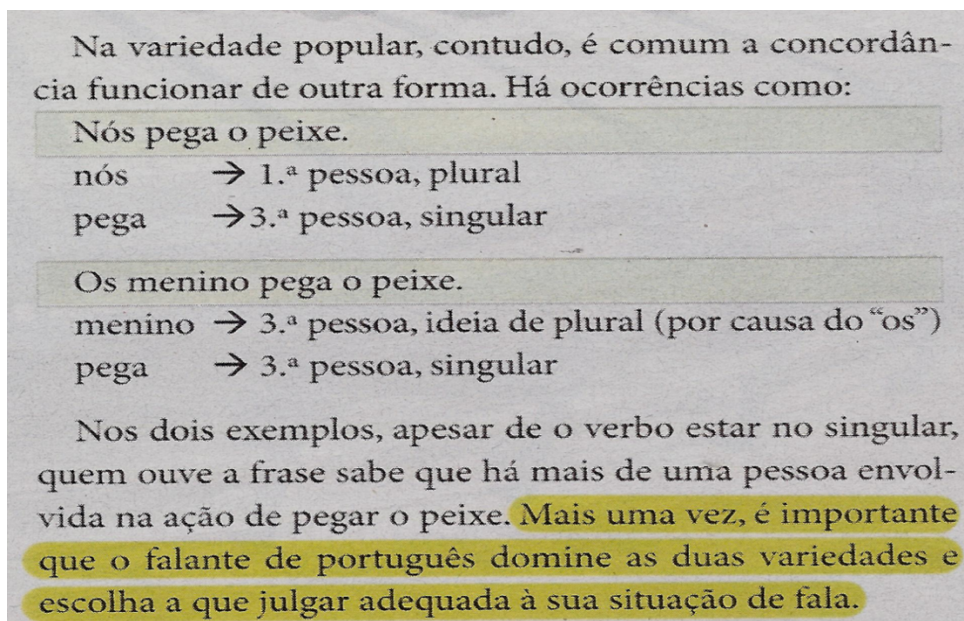 Na variedade popular, contudo, é comum a concordân-
cia funcionar de outra forma. Há ocorrências como:
Nós pega o peixe.
nós → 1.ª pessoa, plural
pega → 3.ª pessoa, singular
Os menino pega o peixe.
menino → 3.ª pessoa, ideia de plural (por causa do “os”)
pega → 3.ª pessoa, singular
Nos dois exemplos, apesar de o verbo estar no singular,
quem ouve a frase sabe que há mais de uma pessoa envol-
vida na ação de pegar o peixe. Mais uma vez, é importante
que o falante de português domine as duas variedades e
escolha a que julgar adequada à sua situação de fala.